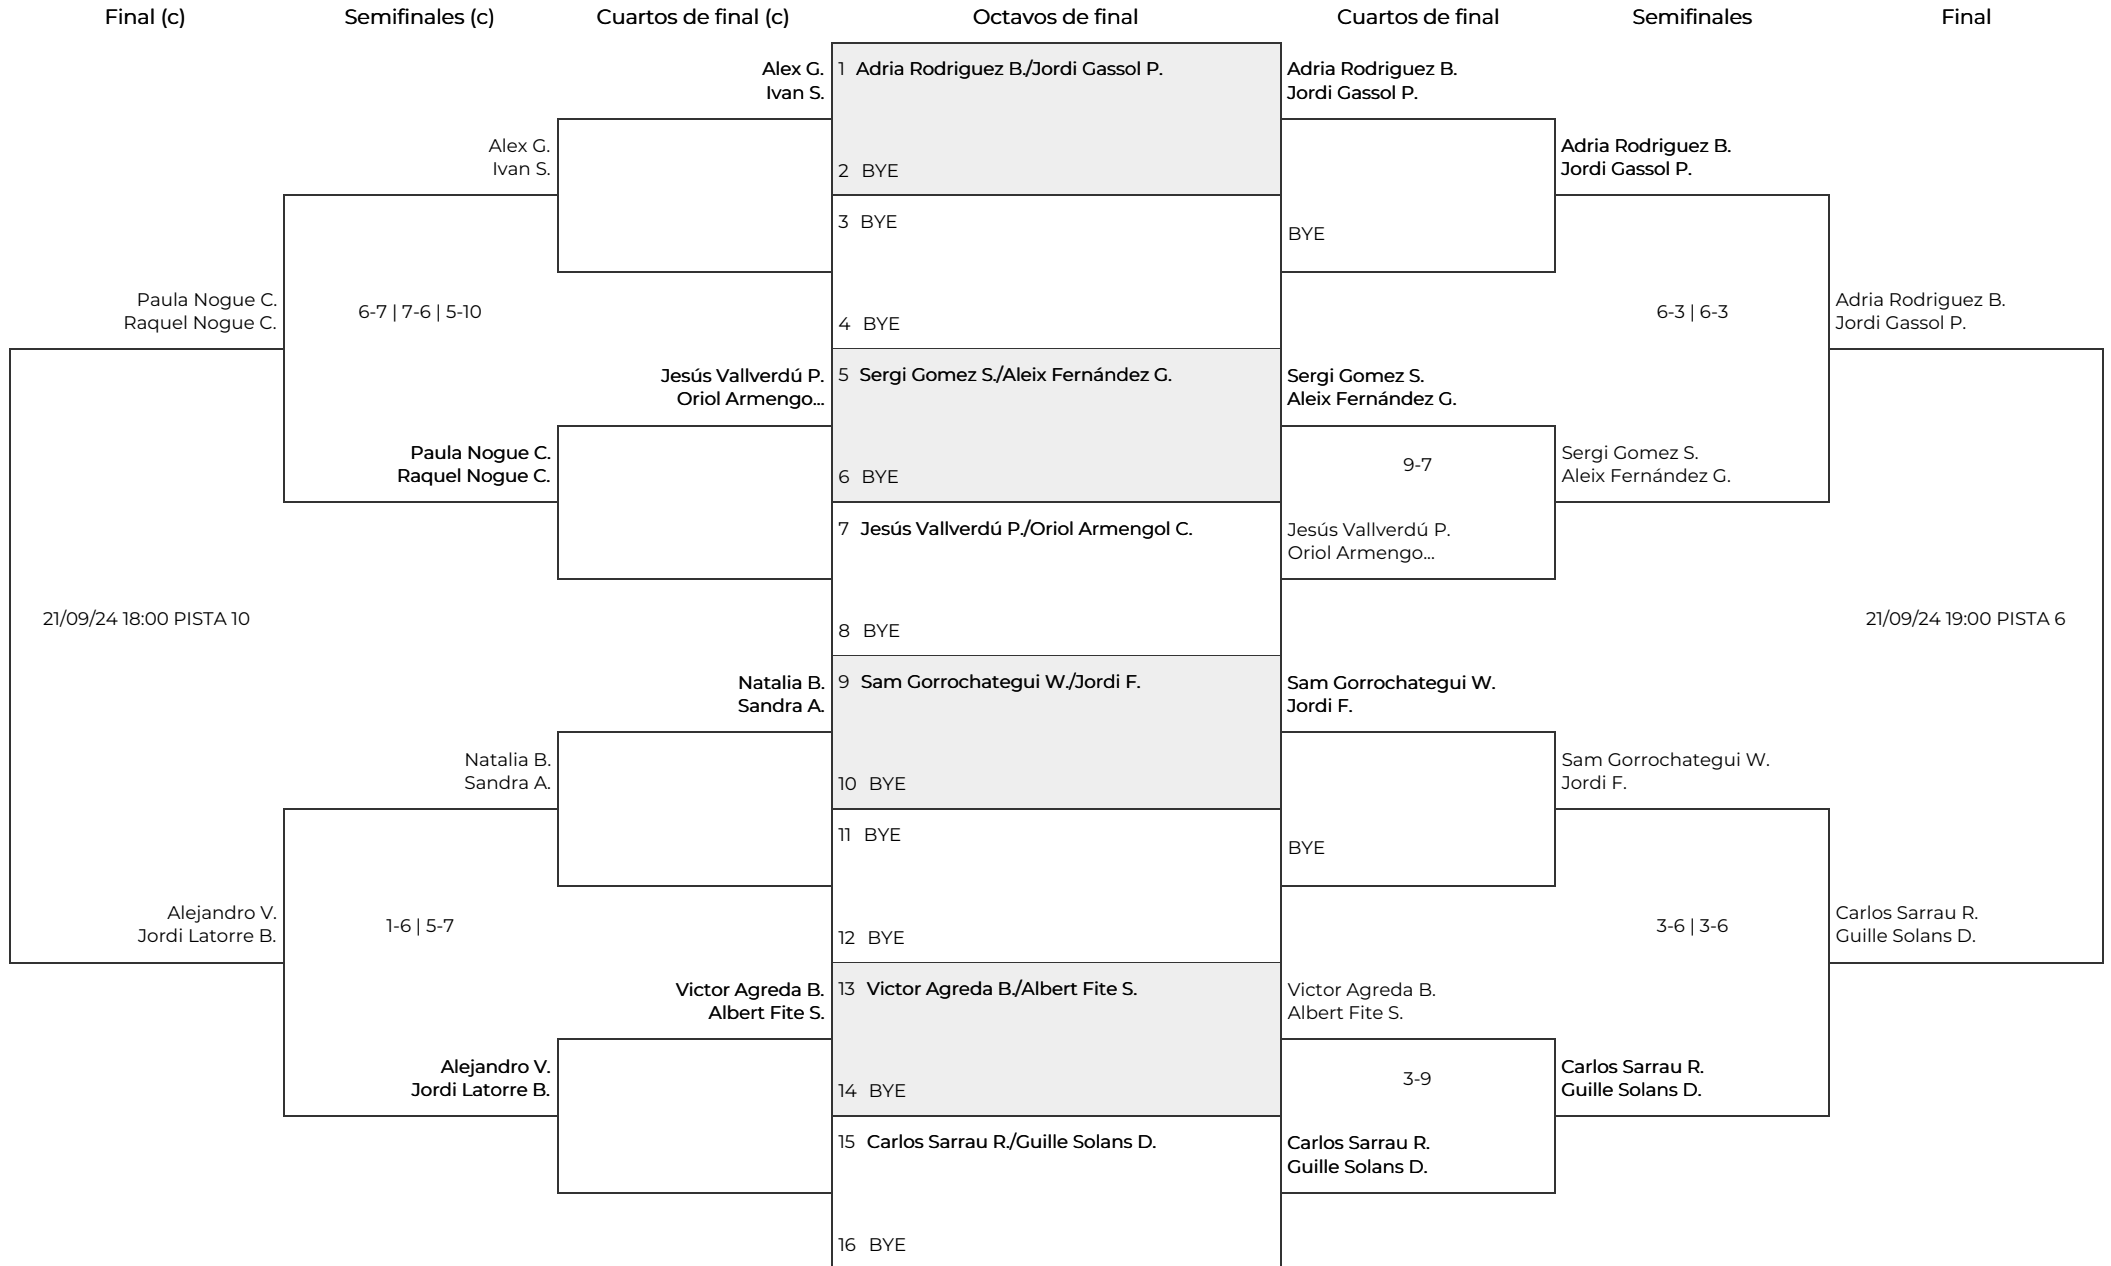 Final (c)
Semifinales (c)
Cuartos de final (c)
Octavos de final
Cuartos de final
Semifinales
Final
Paula Nogue C.
Raquel Nogue C.
21/09/24 18:00 PISTA 10
Alejandro V.
Jordi Latorre B.
Alex G.
Ivan S.
6-7 | 7-6 | 5-10
Paula Nogue C.
Raquel Nogue C.
Natalia B.
Sandra A.
1-6 | 5-7
Alejandro V.
Jordi Latorre B.
Alex G.
Ivan S.
Jesús Vallverdú P.
Oriol Armengo...
Natalia B.
Sandra A.
Victor Agreda B.
Albert Fite S.
1 Adria Rodriguez B./Jordi Gassol P.
2 BYE
3 BYE
4 BYE
5 Sergi Gomez S./Aleix Fernández G.
6 BYE
7 Jesús Vallverdú P./Oriol Armengol C.
8 BYE
9 Sam Gorrochategui W./Jordi F.
10 BYE
11 BYE
12 BYE
13 Victor Agreda B./Albert Fite S.
14 BYE
15 Carlos Sarrau R./Guille Solans D.
16 BYE
Adria Rodriguez B.
Jordi Gassol P.
BYE
Sergi Gomez S.
Aleix Fernández G.
9-7
Jesús Vallverdú P.
Oriol Armengo...
Sam Gorrochategui W.
Jordi F.
BYE
Victor Agreda B.
Albert Fite S.
3-9
Carlos Sarrau R.
Guille Solans D.
Adria Rodriguez B.
Jordi Gassol P.
6-3 | 6-3
Sergi Gomez S.
Aleix Fernández G.
Sam Gorrochategui W.
Jordi F.
3-6 | 3-6
Carlos Sarrau R.
Guille Solans D.
Adria Rodriguez B.
Jordi Gassol P.
21/09/24 19:00 PISTA 6
Carlos Sarrau R.
Guille Solans D.